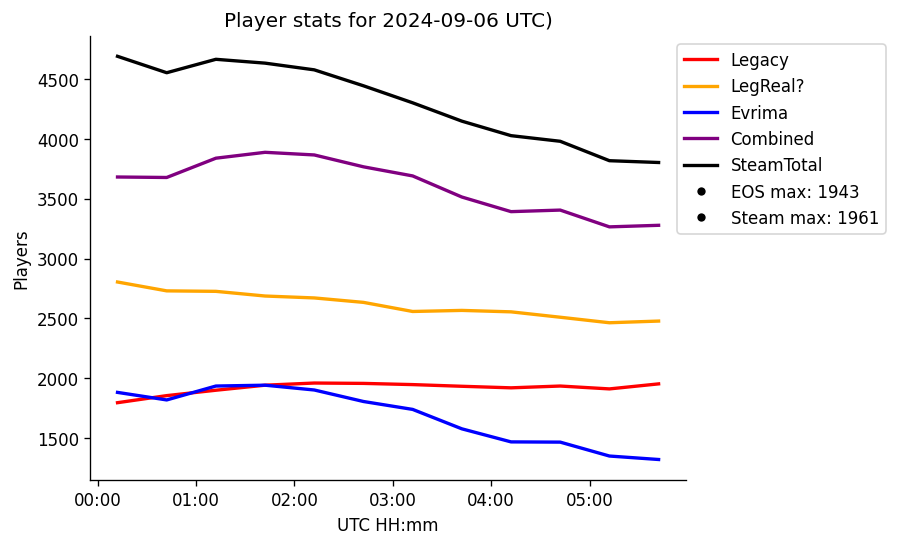 Player stats for 2024-09-06 UTC)
Legacy
LegReal?
Evrima
Combined
SteamTotal
EOS max: 1943
Steam max: 1961
Players
4500
4000
3500
3000
2500
2000
1500
00:00 01:00 02:00 03:00 04:00 05:00
UTC HH:mm